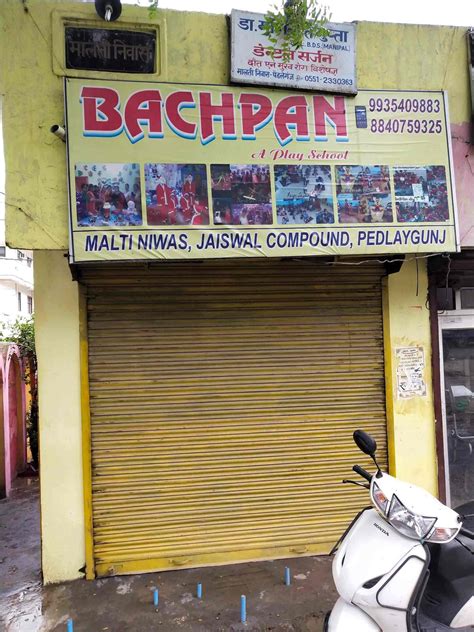 मालती निवास
डा.
गुप्ता
B.D.S. (MANIPAL)
डेन्टल सर्जन
दाँत एवं मुख रोग विशेषज्ञ
मालती निवास-पैडलेगंज, ✆ 0551-2330363
BACHPAN
9935409883
8840759325
A Play School
MALTI NIWAS, JAISWAL COMPOUND, PEDLAYGUNJ
HONDA